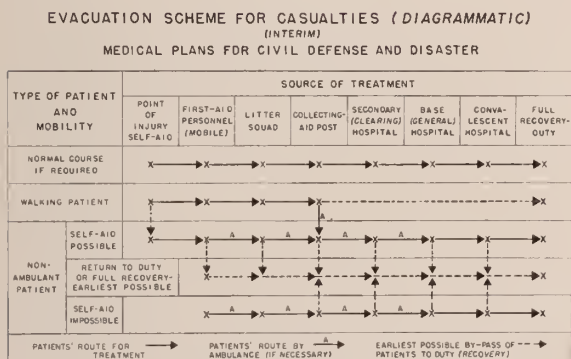 EVACUATION SCHEME FOR CASUALTIES (DIAGRAMMATIC)
(INTERIM)
MEDICAL PLANS FOR CIVIL DEFENSE AND DISASTER
TYPE OF PATIENT
AND
MOBILITY
SOURCE OF TREATMENT
POINT
OF
INJURY
SELF-AID
FIRST-AID
PERSONNEL
(MOBILE)
LITTER
SQUAD
COLLECTING-
AID POST
SECONDARY
(CLEARING)
HOSPITAL
BASE
(GENERAL)
HOSPITAL
CONVA-
LESCENT
HOSPITAL
FULL
RECOVERY-
DUTY
NORMAL COURSE
IF REQUIRED
X X X X X X X X
WALKING PATIENT
X X X X X
A
NON-
AMBULANT
PATIENT
SELF-AID
POSSIBLE
X X A X A X A X A X X X
RETURN TO DUTY
OR FULL RECOVERY-
EARLIEST POSSIBLE
X X X X X X X
SELF-AID
IMPOSSIBLE
X A X A X A X A X X X
PATIENTS' ROUTE FOR
TREATMENT
PATIENTS' ROUTE BY A
AMBULANCE (IF NECESSARY)
EARLIEST POSSIBLE BY-PASS OF
PATIENTS TO DUTY (RECOVERY)